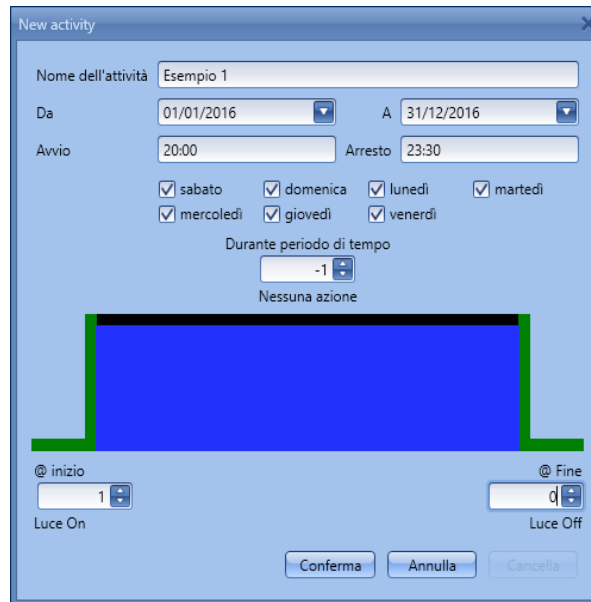 New activity
Nome dell'attività Esempio 1
Da 01/01/2016 A 31/12/2016
Avvio 20:00 Arresto 23:30
sabato domenica lunedì martedì
mercoledì giovedì venerdì
Durante periodo di tempo
-1
Nessuna azione
@ inizio @ Fine
1 0
Luce On Luce Off
Conferma Annulla Cancella